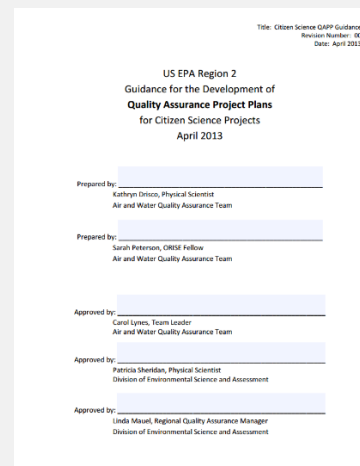 Title: Citizen Science QAPP Guidance
Revision Number: 00
Date: April 2013
US EPA Region 2
Guidance for the Development of
Quality Assurance Project Plans
for Citizen Science Projects
April 2013
Prepared by:
Kathryn Drisco, Physical Scientist
Air and Water Quality Assurance Team
Prepared by:
Sarah Peterson, ORISE Fellow
Air and Water Quality Assurance Team
Approved by:
Carol Lynes, Team Leader
Air and Water Quality Assurance Team
Approved by:
Patricia Sheridan, Physical Scientist
Division of Environmental Science and Assessment
Approved by:
Linda Mauel, Regional Quality Assurance Manager
Division of Environmental Science and Assessment